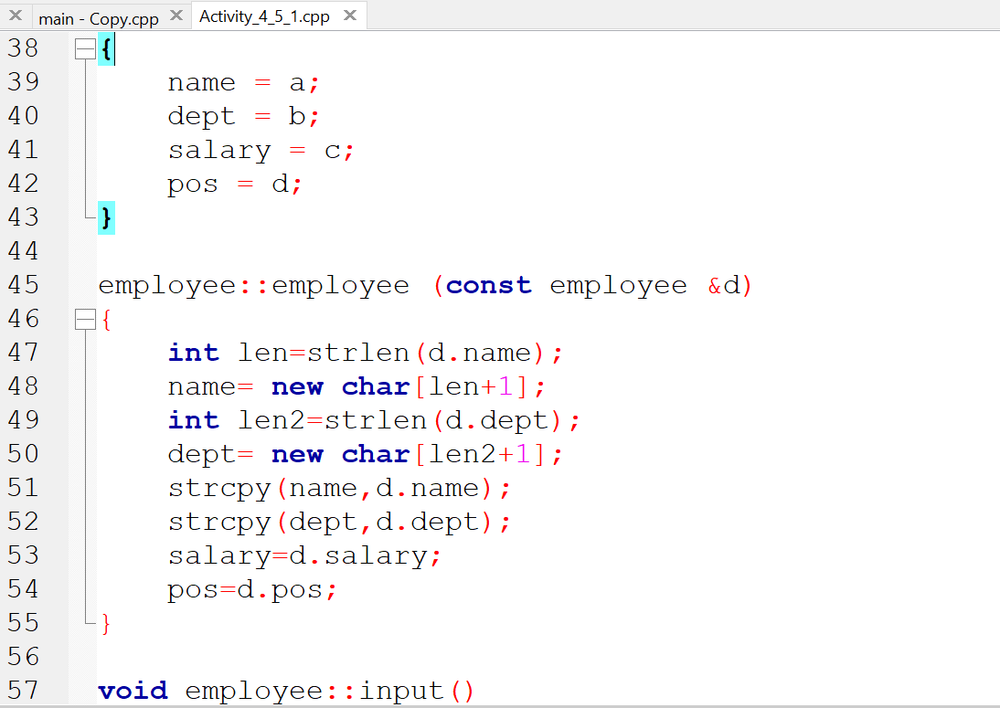 main - Copy.cpp Activity_4_5_1.cpp
38 {
39 name = a;
40 dept = b;
41 salary = c;
42 pos = d;
43 }
44
45 employee::employee (const employee &d)
46 {
47 int len=strlen(d.name);
48 name= new char[len+1];
49 int len2=strlen(d.dept);
50 dept= new char[len2+1];
51 strcpy(name,d.name);
52 strcpy(dept,d.dept);
53 salary=d.salary;
54 pos=d.pos;
55 }
56
57 void employee::input()